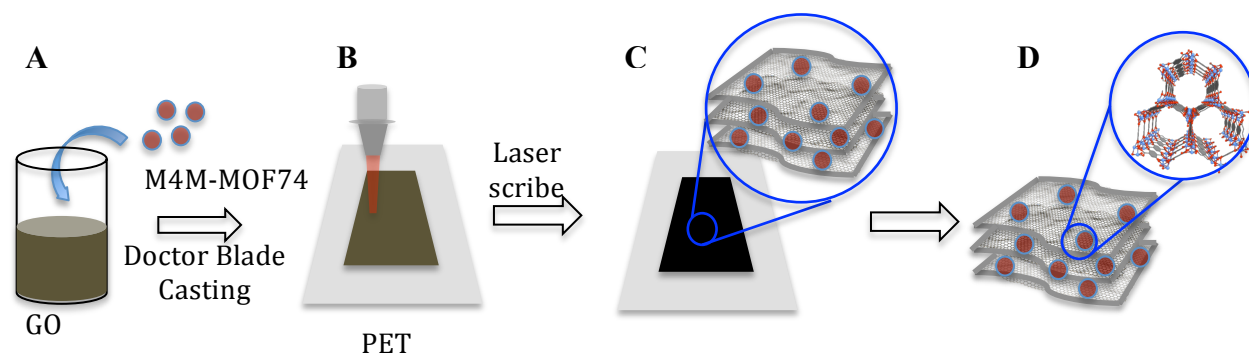 A
M4M-MOF74
Doctor Blade
Casting
GO
B
PET
Laser
scribe
C
D